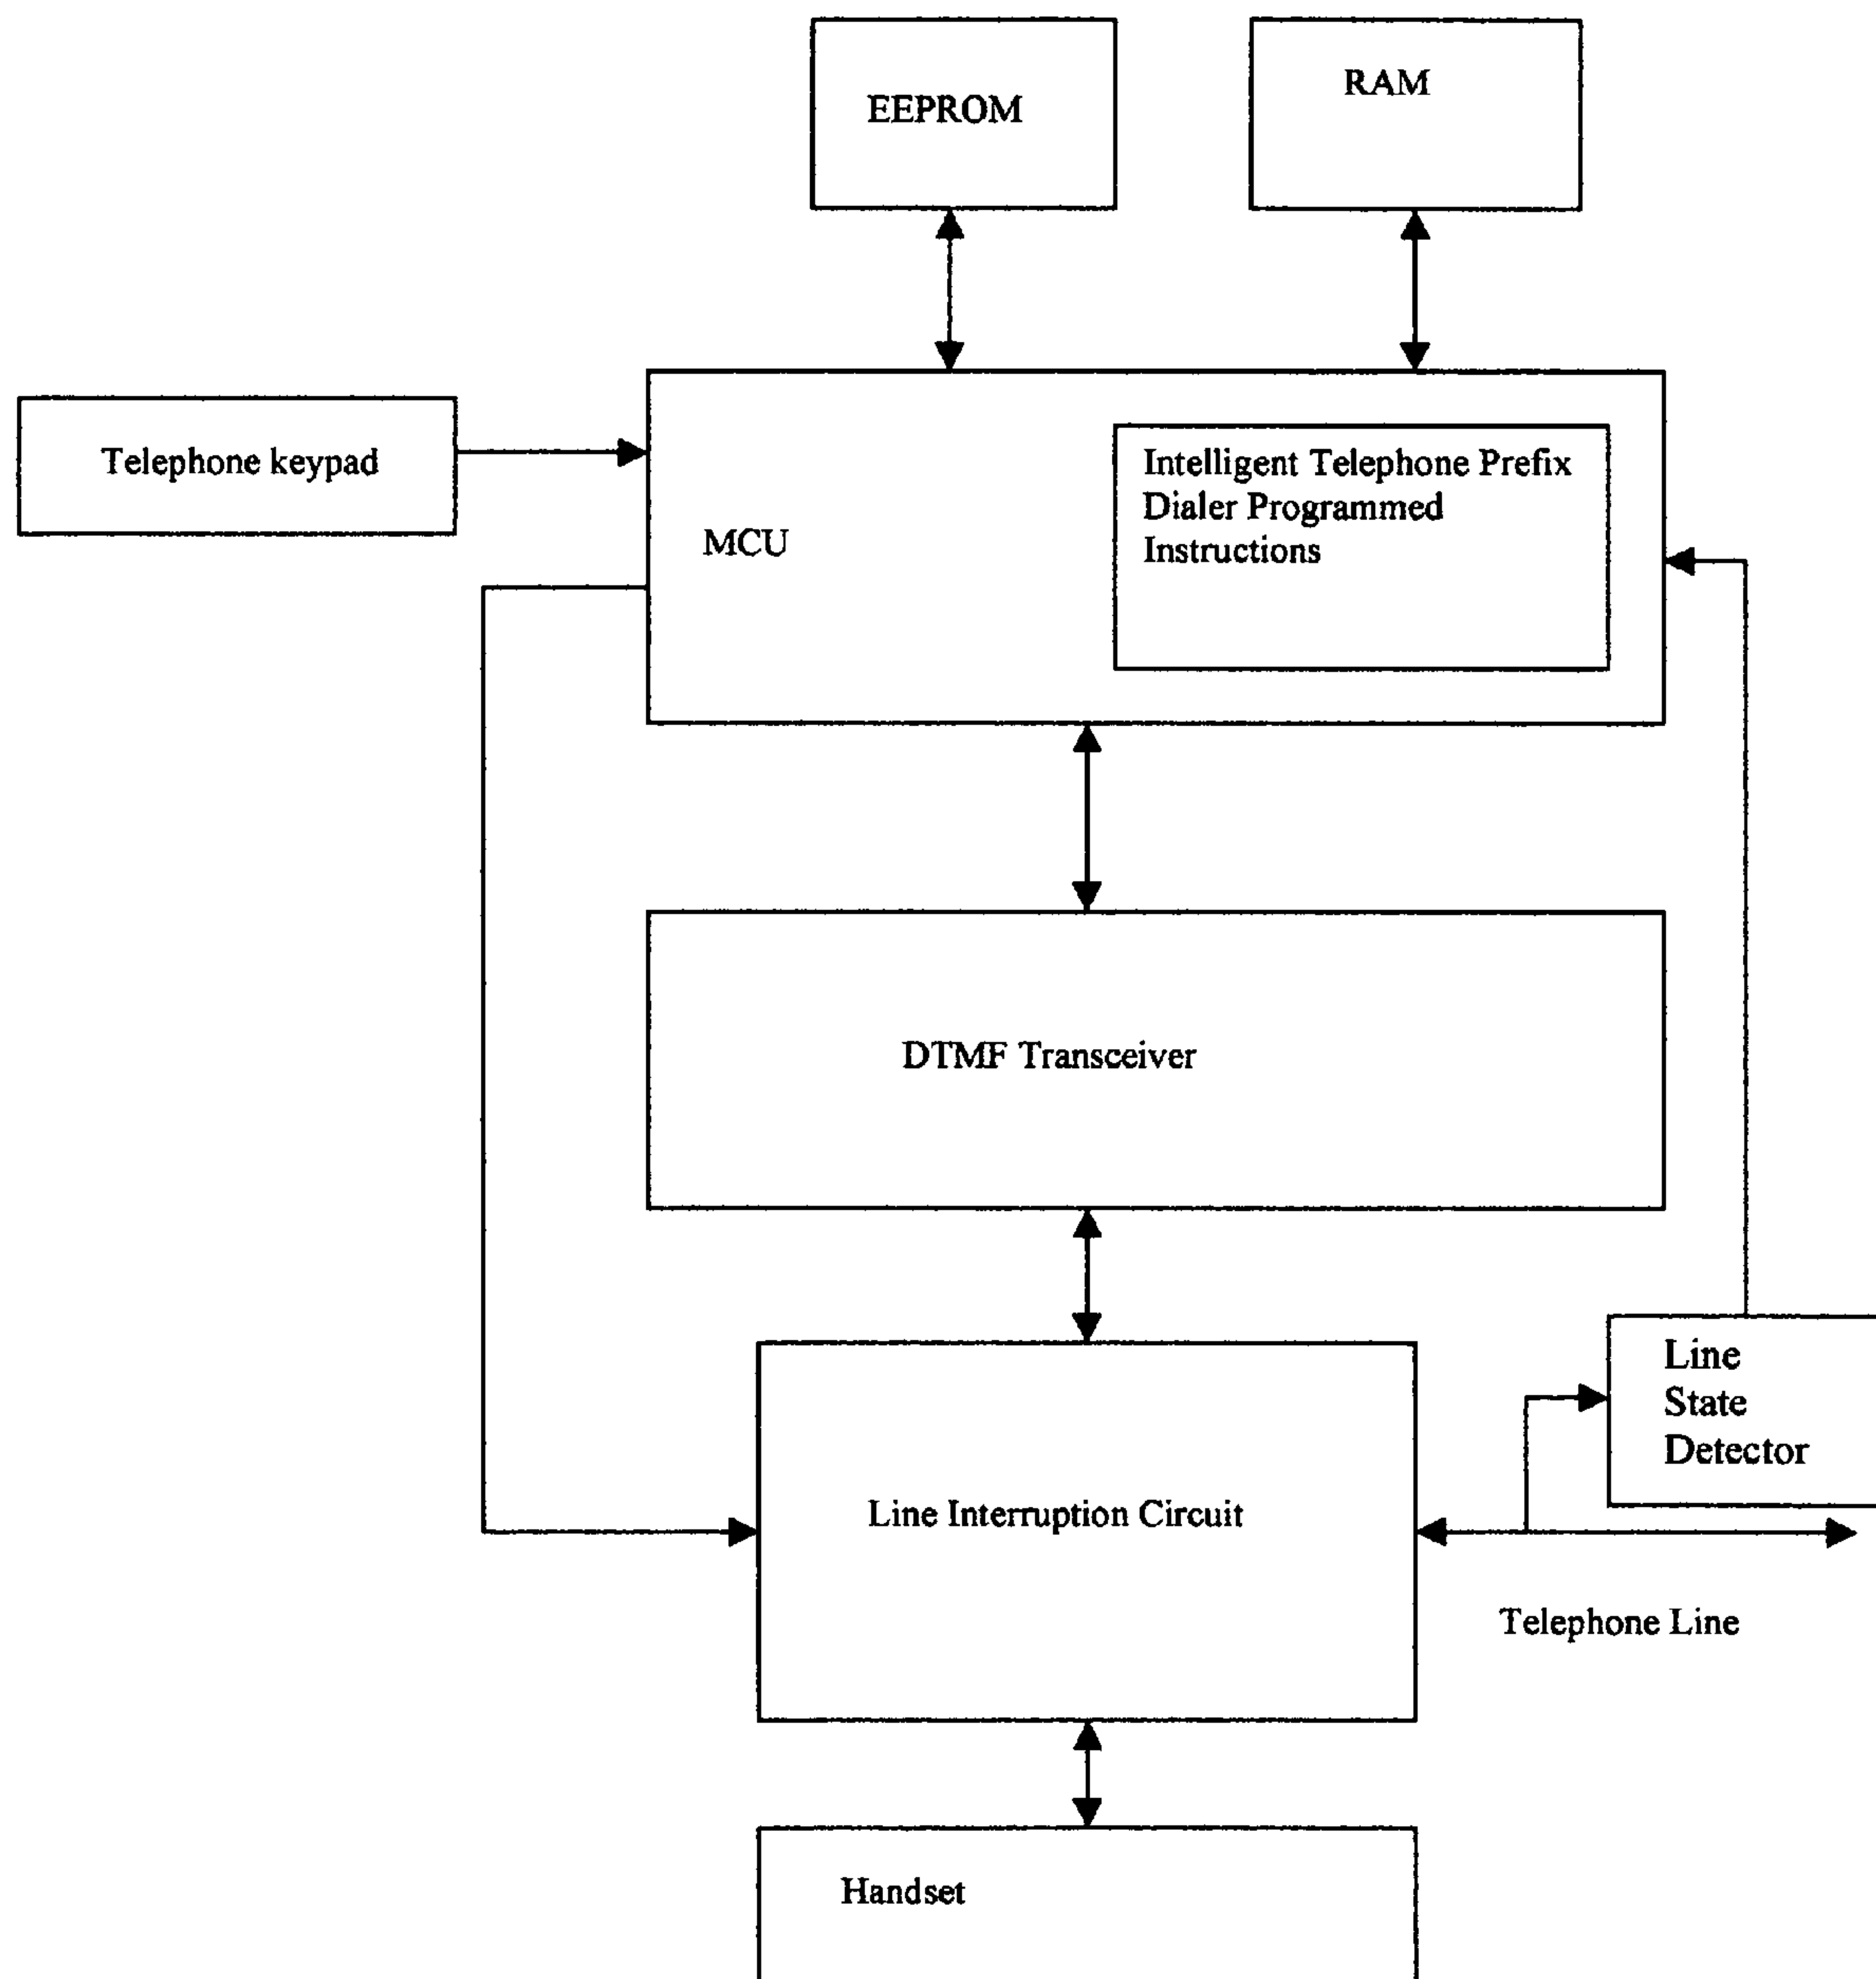 EEPROM
RAM
Telephone keypad
MCU
Intelligent Telephone Prefix
Dialer Programmed
Instructions
DTMF Transceiver
Line
State
Detector
Line Interruption Circuit
Telephone Line
Handset